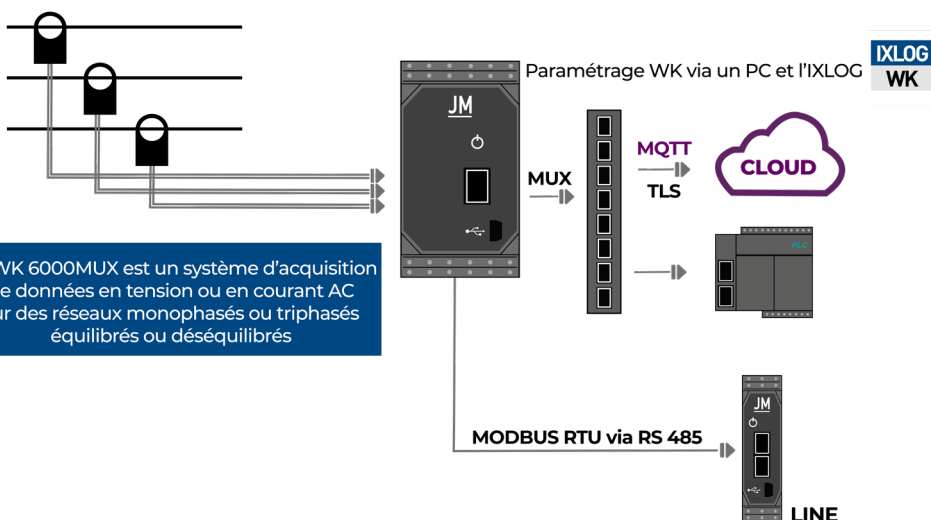 Paramétrage WK via un PC et l'IXLOG
IXLOG
WK
JM
MUX
MQTT
TLS
CLOUD
PLC
WK 6000MUX est un système d'acquisition
données en tension ou en courant AC
des réseaux monophasés ou triphasés
équilibrés ou déséquilibrés
MODBUS RTU via RS 485
JM
LINE